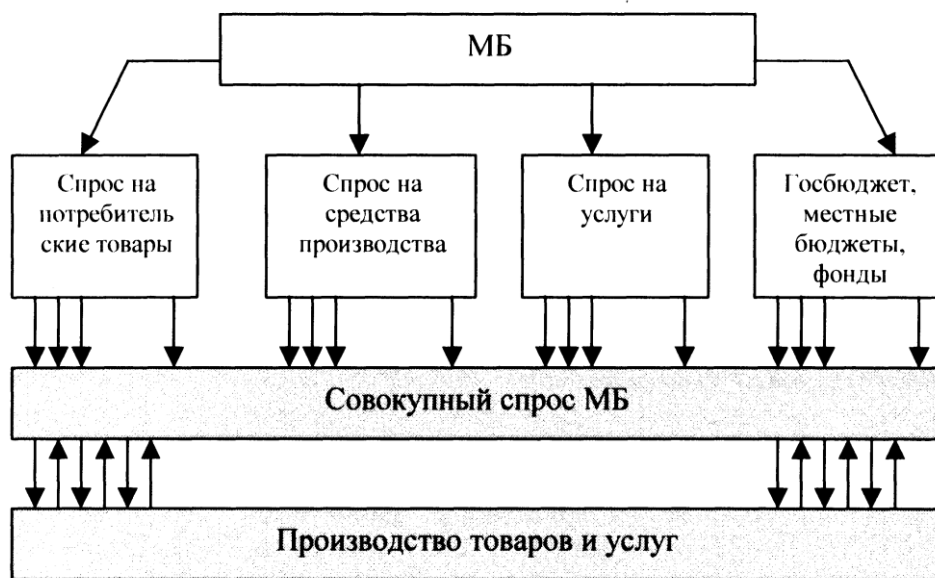 МБ
Спрос на
потребитель
ские товары
Спрос на
средства
производства
Спрос на
услуги
Госбюджет,
местные
бюджеты,
фонды
Совокупный спрос МБ
Производство товаров и услуг